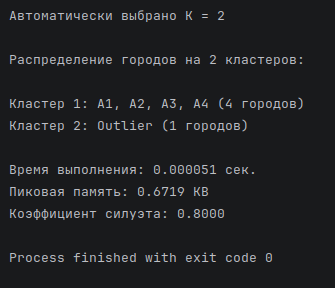 Автоматически выбрано K = 2
Распределение городов на 2 кластеров:
Кластер 1: A1, A2, A3, A4 (4 городов)
Кластер 2: Outlier (1 городов)
Время выполнения: 0.000051 сек.
Пиковая память: 0.6719 KB
Коэффициент силуэта: 0.8000
Process finished with exit code 0